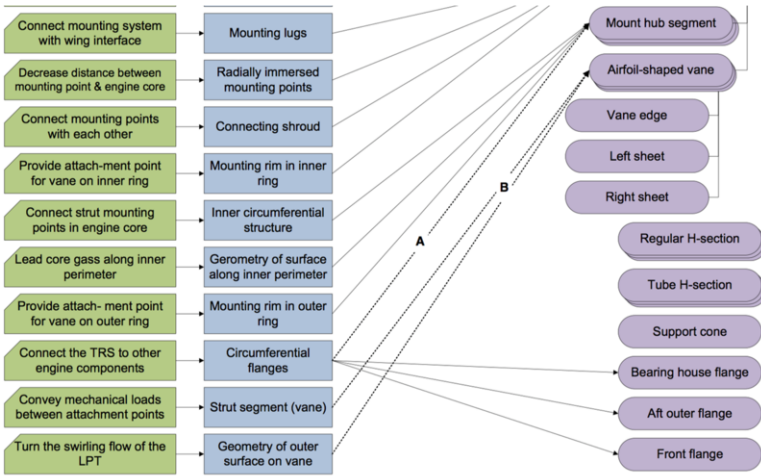 Connect mounting system
with wing interface
Mounting lugs
Mount hub segment
Decrease distance between
mounting point & engine core
Radially immersed
mounting points
Airfoil-shaped vane
Connect mounting points
with each other
Connecting shroud
Vane edge
Left sheet
Provide attach-ment point
for vane on inner ring
Mounting rim in inner
ring
B
Right sheet
Connect strut mounting
points in engine core
Inner circumferential
structure
A
Regular H-section
Lead core gass along inner
perimeter
Gerometry of surface
along inner perimeter
Tube H-section
Provide attach- ment point
for vane on outer ring
Mounting rim in outer
ring
Support cone
Connect the TRS to other
engine components
Circumferential
flanges
Bearing house flange
Convey mechanical loads
between attachment points
Strut segment (vane)
Aft outer flange
Turn the swirling flow of the
LPT
Geometry of outer
surface on vane
Front flange